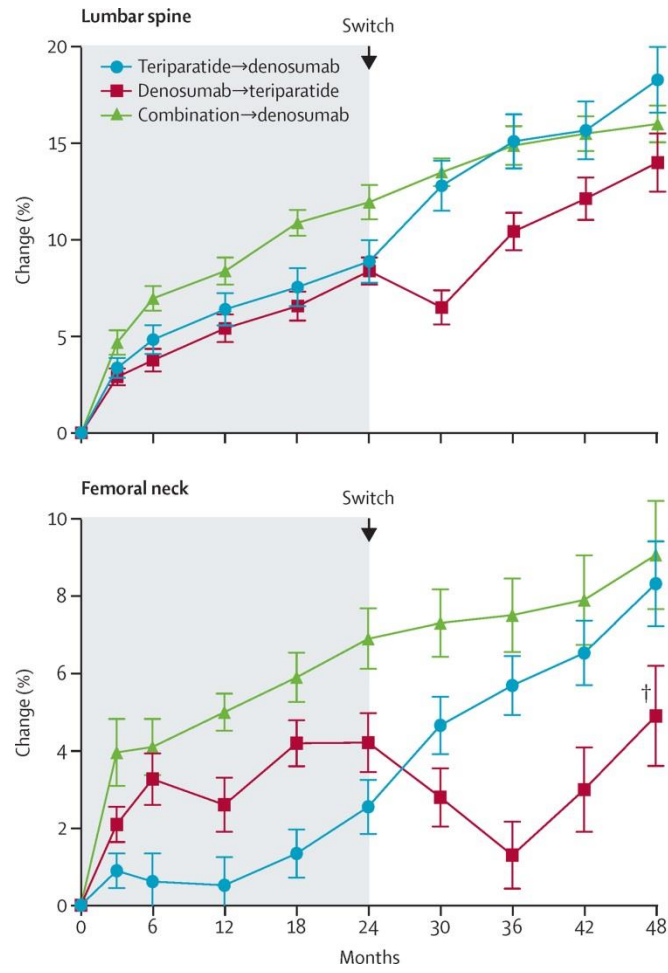 Lumbar spine
Switch
20
Teriparatide→denosumab
Denosumab→teriparatide
Combination→denosumab
15
10
5
0
Change (%)
Femoral neck
Switch
10
8
6
4
2
0
Change (%)
†
0 6 12 18 24 30 36 42 48
Months